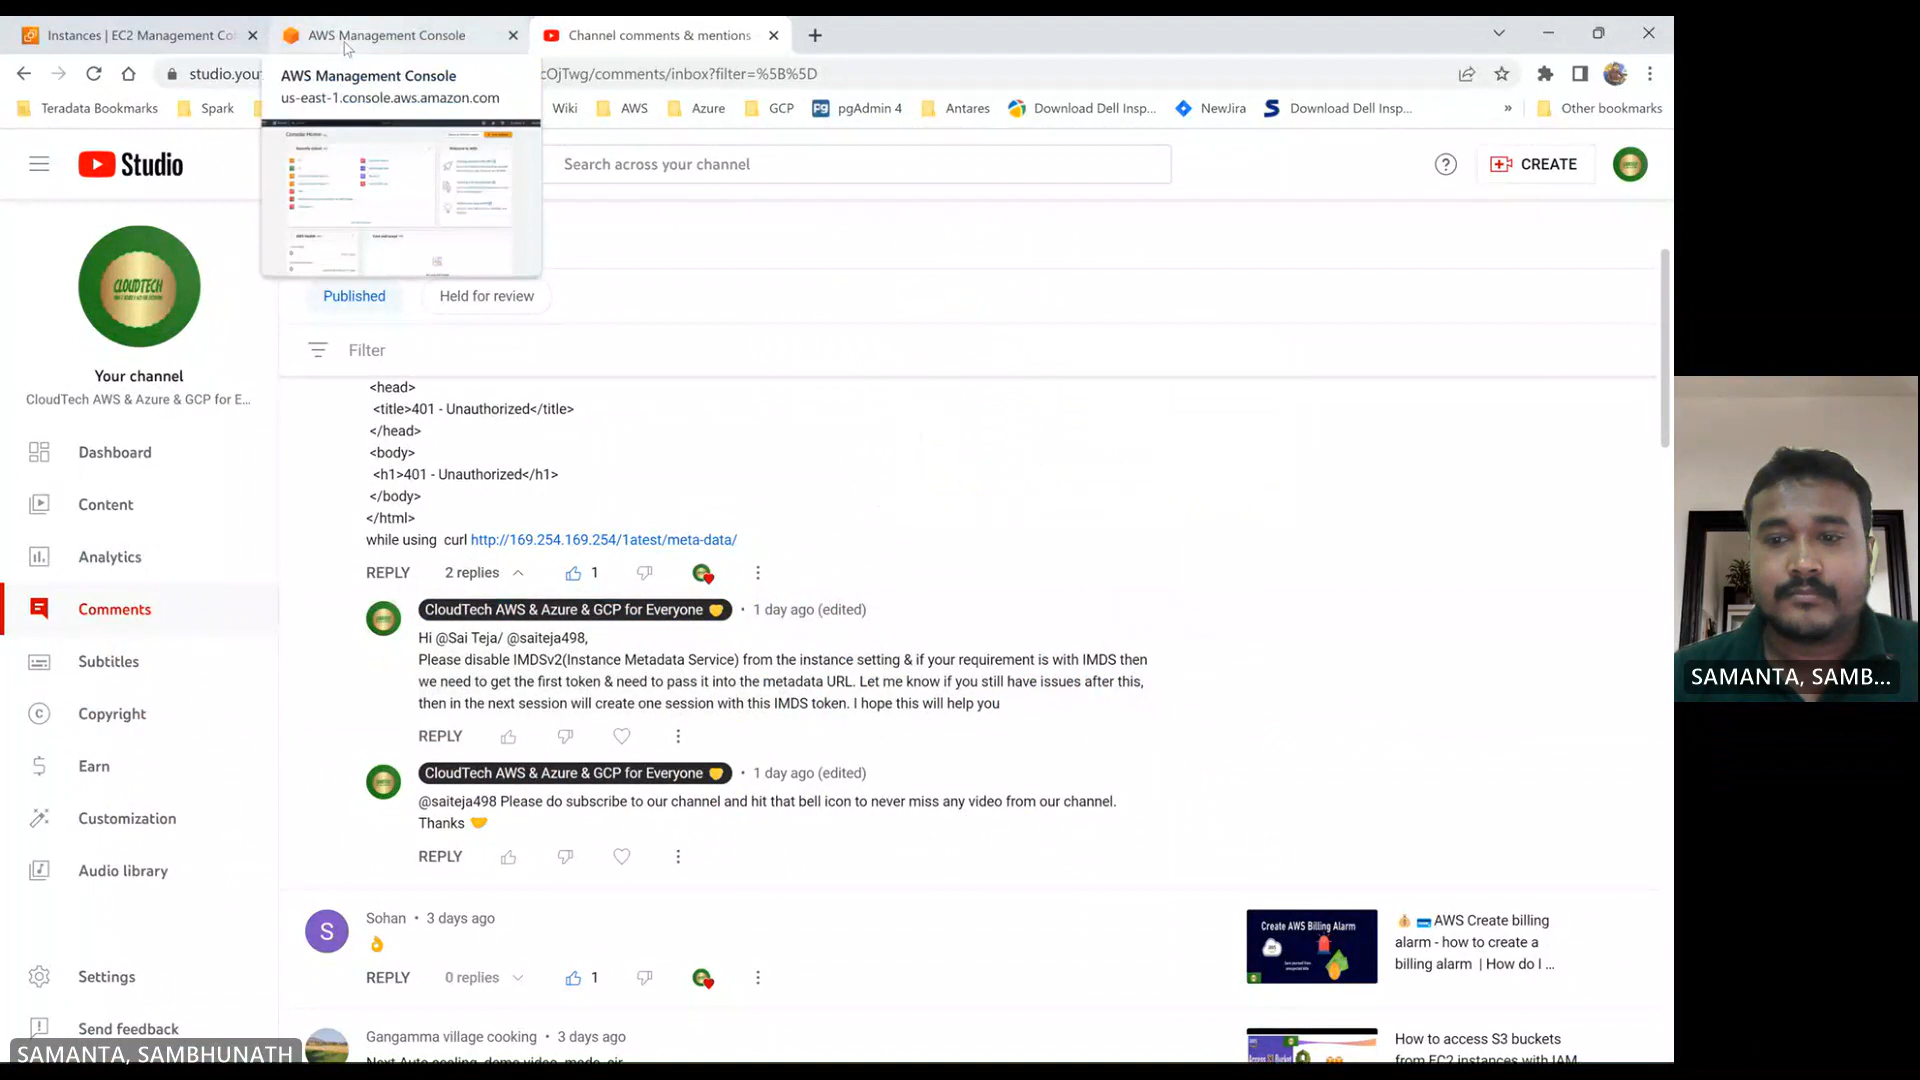 Instances | EC2 Management Co
AWS Management Console
Channel comments & mentions
studio.you
cOjTwg/comments/inbox?filter=%5B%5D
AWS Management Console
us-east-1.console.aws.amazon.com
Teradata Bookmarks
Spark
Wiki
AWS
Azure
GCP
pgAdmin 4
Antares
Download Dell Insp...
NewJira
Download Dell Insp...
»
Other bookmarks
Studio
Search across your channel
CREATE
CLOUDTECH
Your channel
CloudTech AWS & Azure & GCP for E...
Dashboard
Content
Analytics
Comments
Subtitles
Copyright
Earn
Customization
Audio library
Settings
Send feedback
Published
Held for review
Filter
<head>
<title>401 - Unauthorized</title>
</head>
<body>
<h1>401 - Unauthorized</h1>
</body>
</html>
while using curl http://169.254.169.254/1atest/meta-data/
REPLY 2 replies 1
CloudTech AWS & Azure & GCP for Everyone • 1 day ago (edited)
Hi @Sai Teja/ @saiteja498,
Please disable IMDSv2(Instance Metadata Service) from the instance setting & if your requirement is with IMDS then
we need to get the first token & need to pass it into the metadata URL. Let me know if you still have issues after this,
then in the next session will create one session with this IMDS token. I hope this will help you
REPLY
CloudTech AWS & Azure & GCP for Everyone • 1 day ago (edited)
@saiteja498 Please do subscribe to our channel and hit that bell icon to never miss any video from our channel.
Thanks
REPLY
S
Sohan • 3 days ago
REPLY 0 replies 1
Create AWS Billing Alarm
AWS Create billing
alarm - how to create a
billing alarm | How do I ...
Gangamma village cooking • 3 days ago
How to access S3 buckets
from EC2 instances with IAM
SAMANTA, SAMB...
SAMANTA, SAMBHUNATH